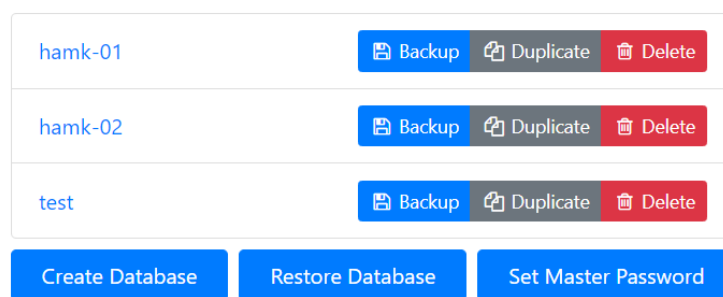 hamk-01 Backup Duplicate Delete
hamk-02 Backup Duplicate Delete
test Backup Duplicate Delete
Create Database Restore Database Set Master Password